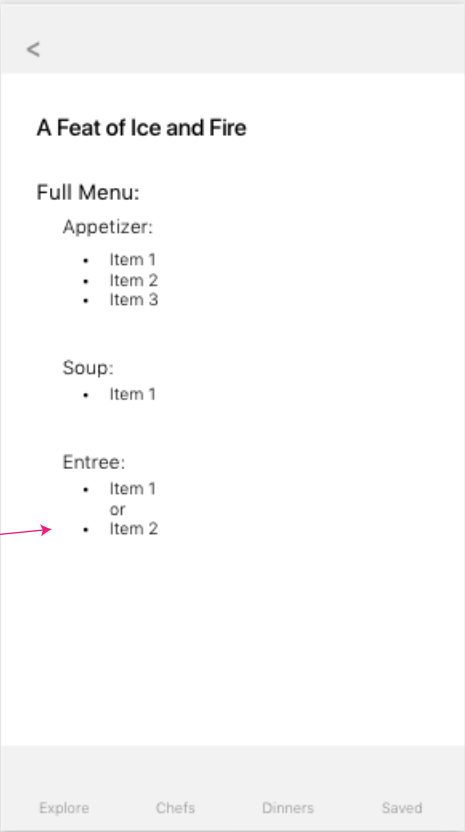 <
A Feat of Ice and Fire
Full Menu:
Appetizer:
• Item 1
• Item 2
• Item 3
Soup:
• Item 1
Entree:
• Item 1
or
• Item 2
Explore Chefs Dinners Saved